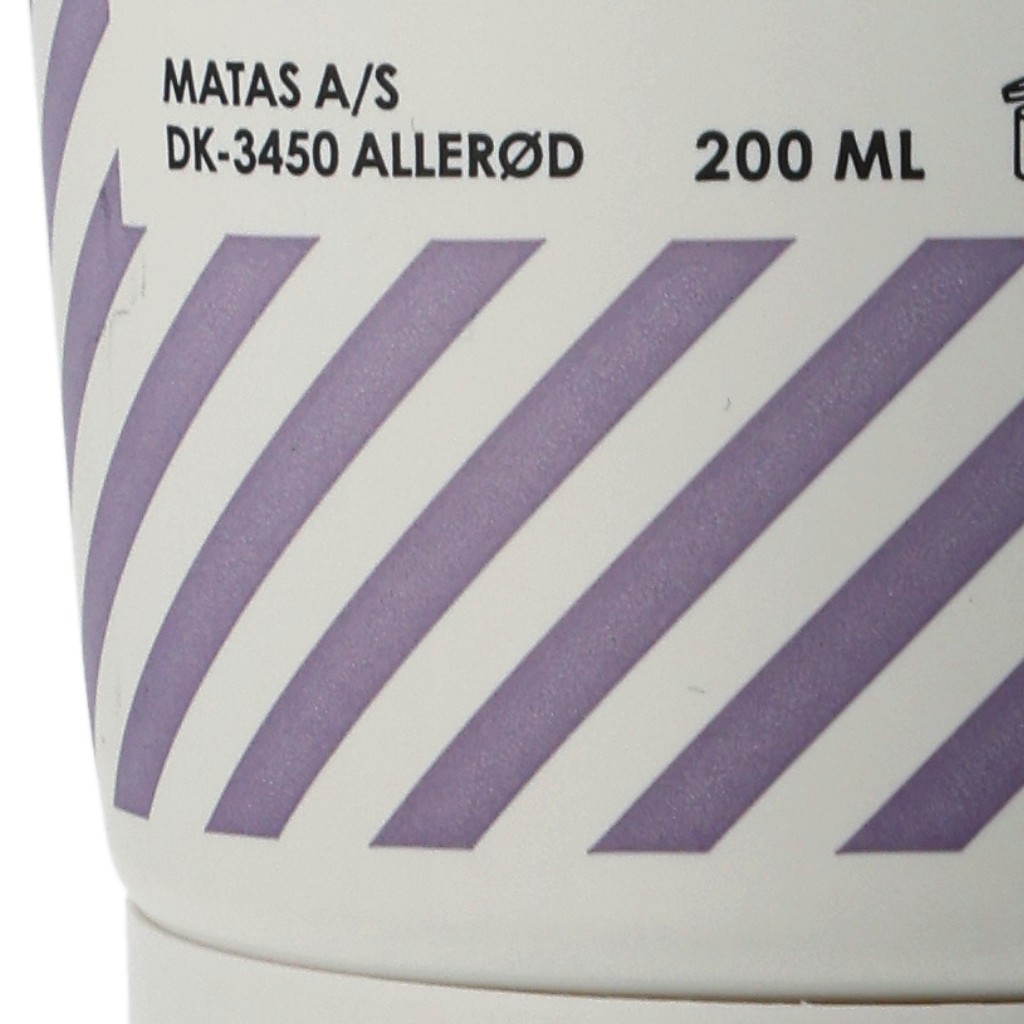 MATAS A/S
DK-3450 ALLERØD
200 ML